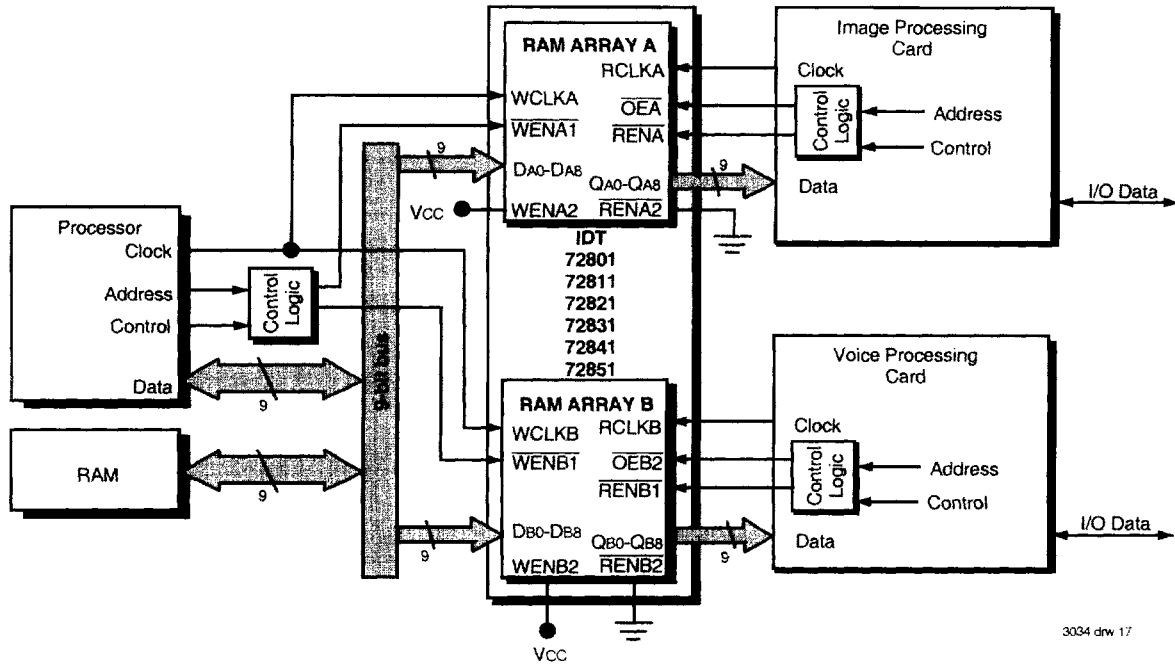 Processor
Clock
Address
Control
Data
Control
Logic
RAM
9
9
9-bit bus
9
9
VCC
RAM ARRAY A
WCLKA
WENA1
DA0-DA8
WENA2
RCLKA
OEA
RENA
QA0-QA8
RENA2
9
IDT
72801
72811
72821
72831
72841
72851
RAM ARRAY B
WCLKB
WENB1
DB0-DB8
WENB2
RCLKB
OEB2
RENB1
QB0-QB8
RENB2
9
VCC
Image Processing
Card
Clock
Control
Logic
Address
Control
Data
I/O Data
Voice Processing
Card
Clock
Control
Logic
Address
Control
Data
I/O Data
3034 drw 17